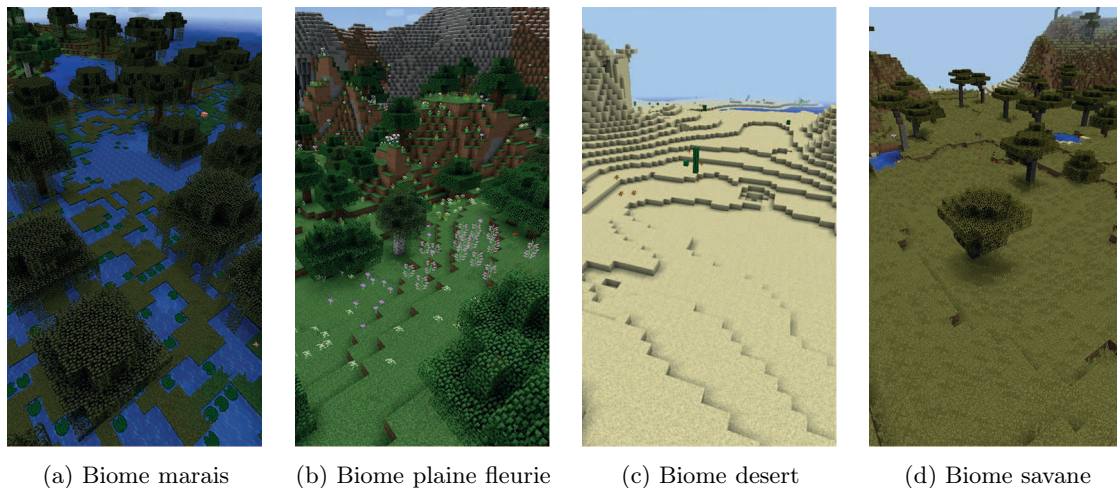 (a) Biome marais
(b) Biome plaine fleurie
(c) Biome desert
(d) Biome savane